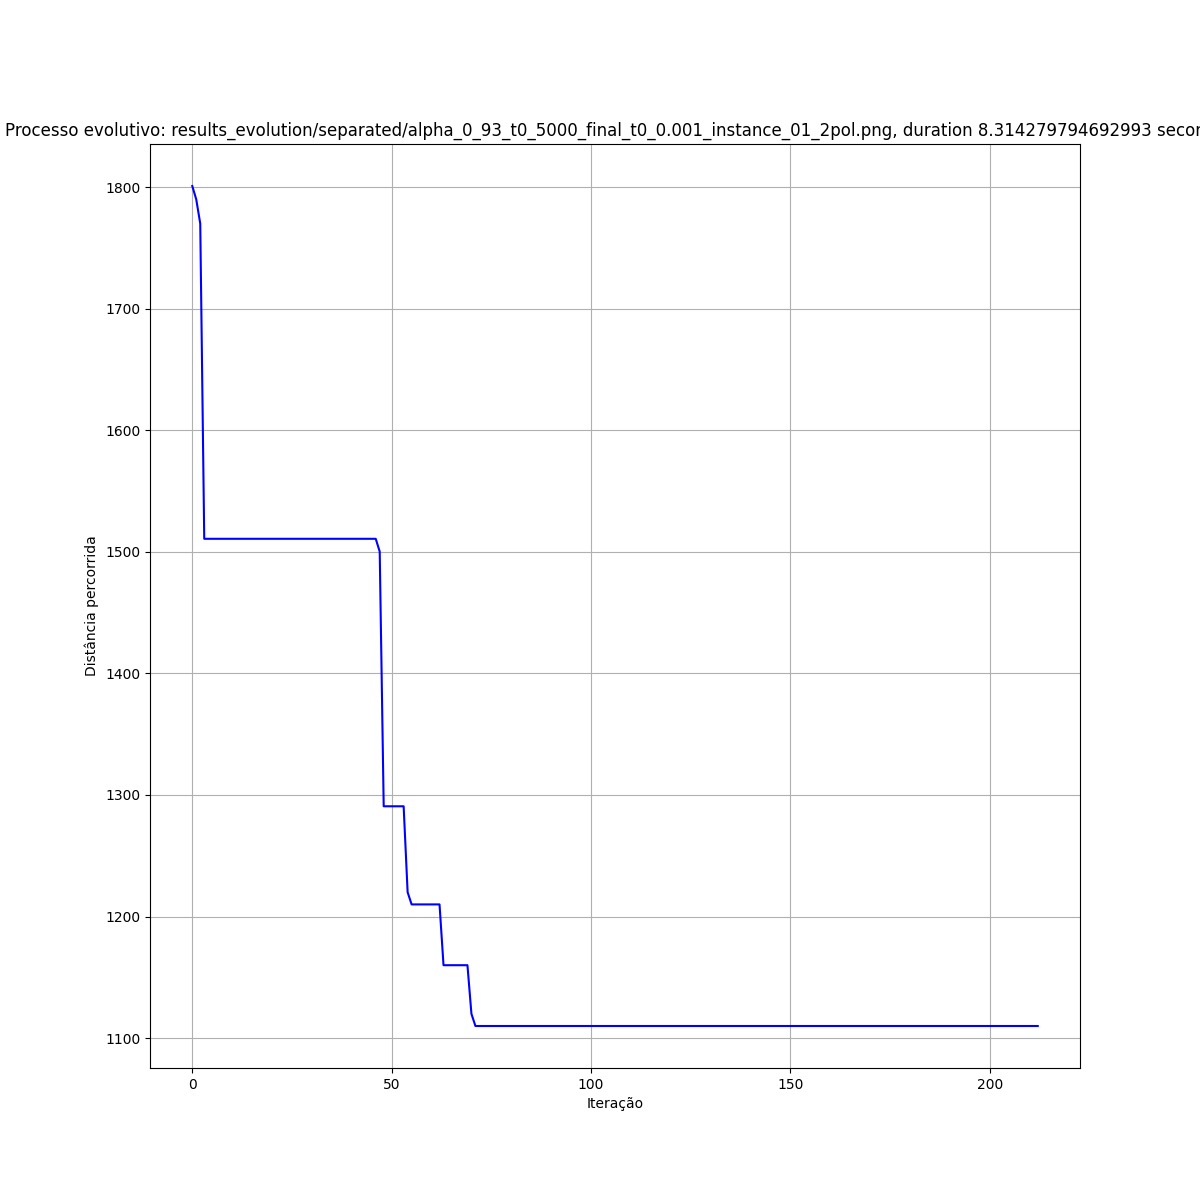 Processo evolutivo: results_evolution/separated/alpha_0_93_t0_5000_final_t0_0.001_instance_01_2pol.png, duration 8.314279794692993
1800
1700
1600
1500
1400
1300
1200
1100
Distância percorrida
0 50 100 150 200
Iteração